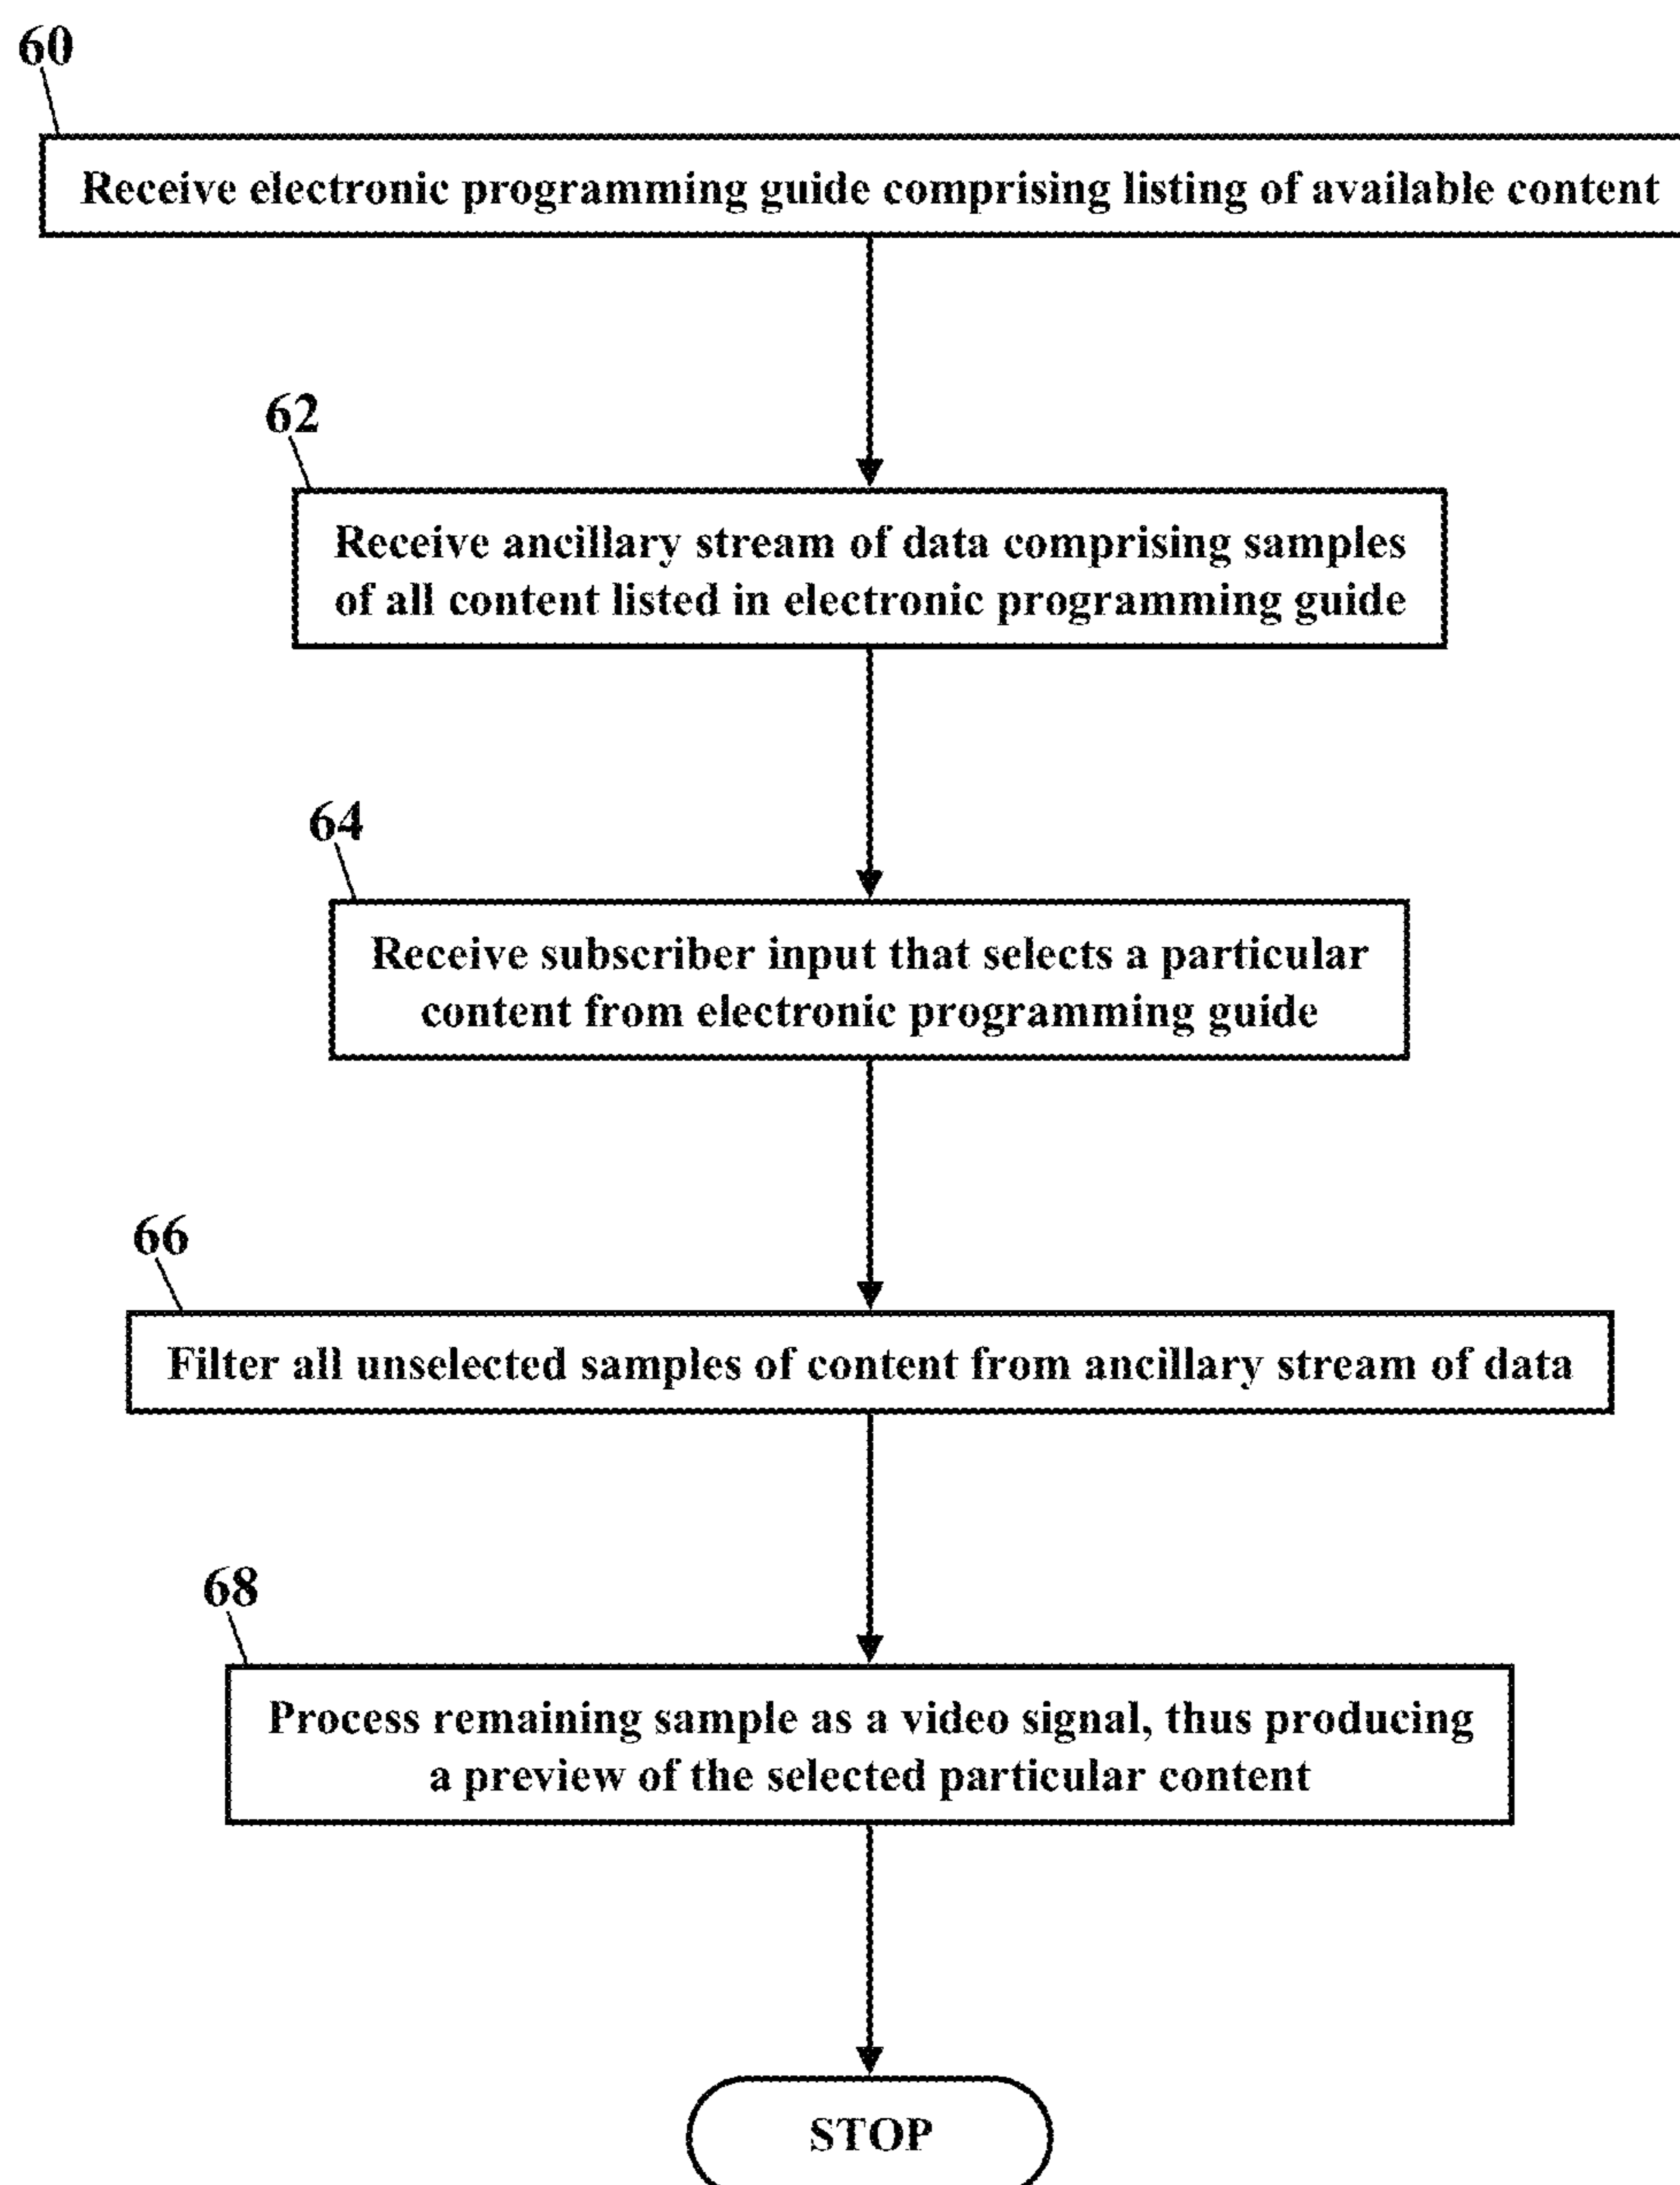 60
Receive electronic programming guide comprising listing of available content
62
Receive ancillary stream of data comprising samples
of all content listed in electronic programming guide
64
Receive subscriber input that selects a particular
content from electronic programming guide
66
Filter all unselected samples of content from ancillary stream of data
68
Process remaining sample as a video signal, thus producing
a preview of the selected particular content
STOP